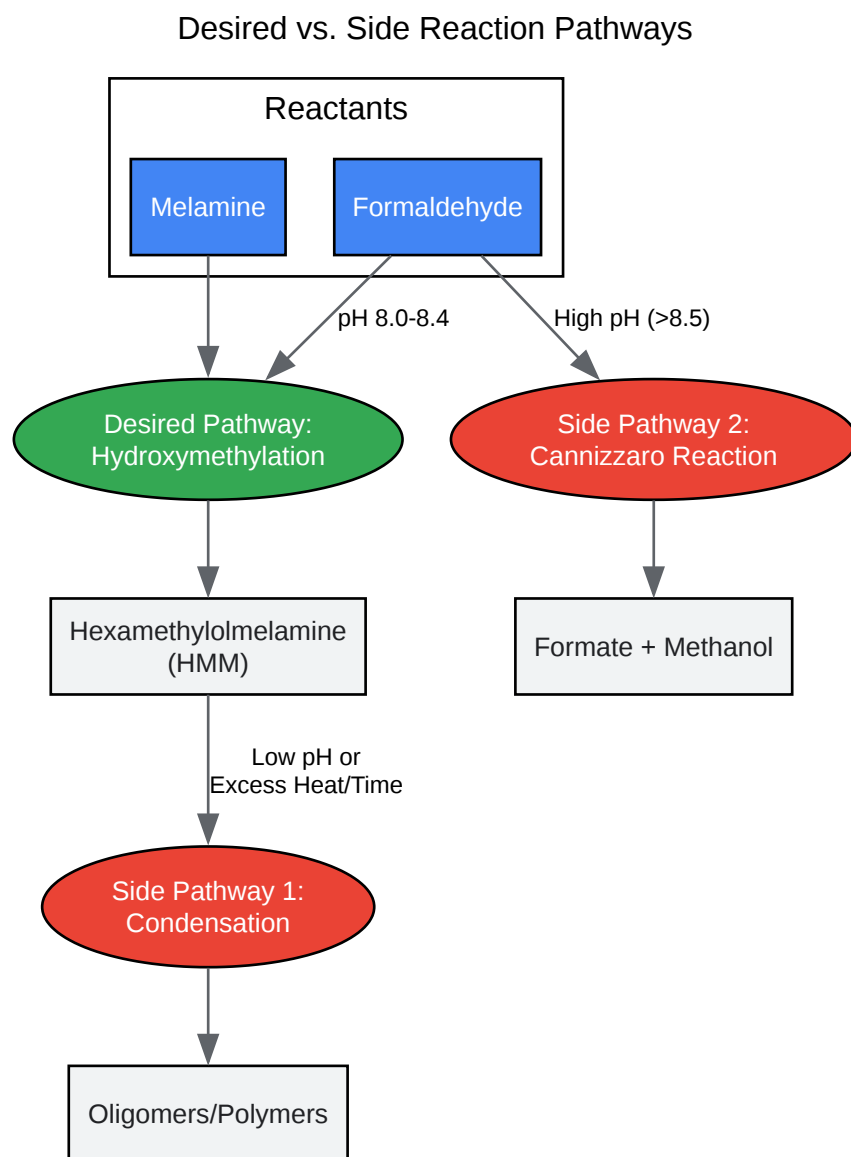 Desired vs. Side Reaction Pathways
Reactants
Melamine
Formaldehyde
pH 8.0-8.4
High pH (>8.5)
Desired Pathway:
Hydroxymethylation
Side Pathway 2:
Cannizzaro Reaction
Hexamethylolmelamine
(HMM)
Formate + Methanol
Low pH or
Excess Heat/Time
Side Pathway 1:
Condensation
Oligomers/Polymers